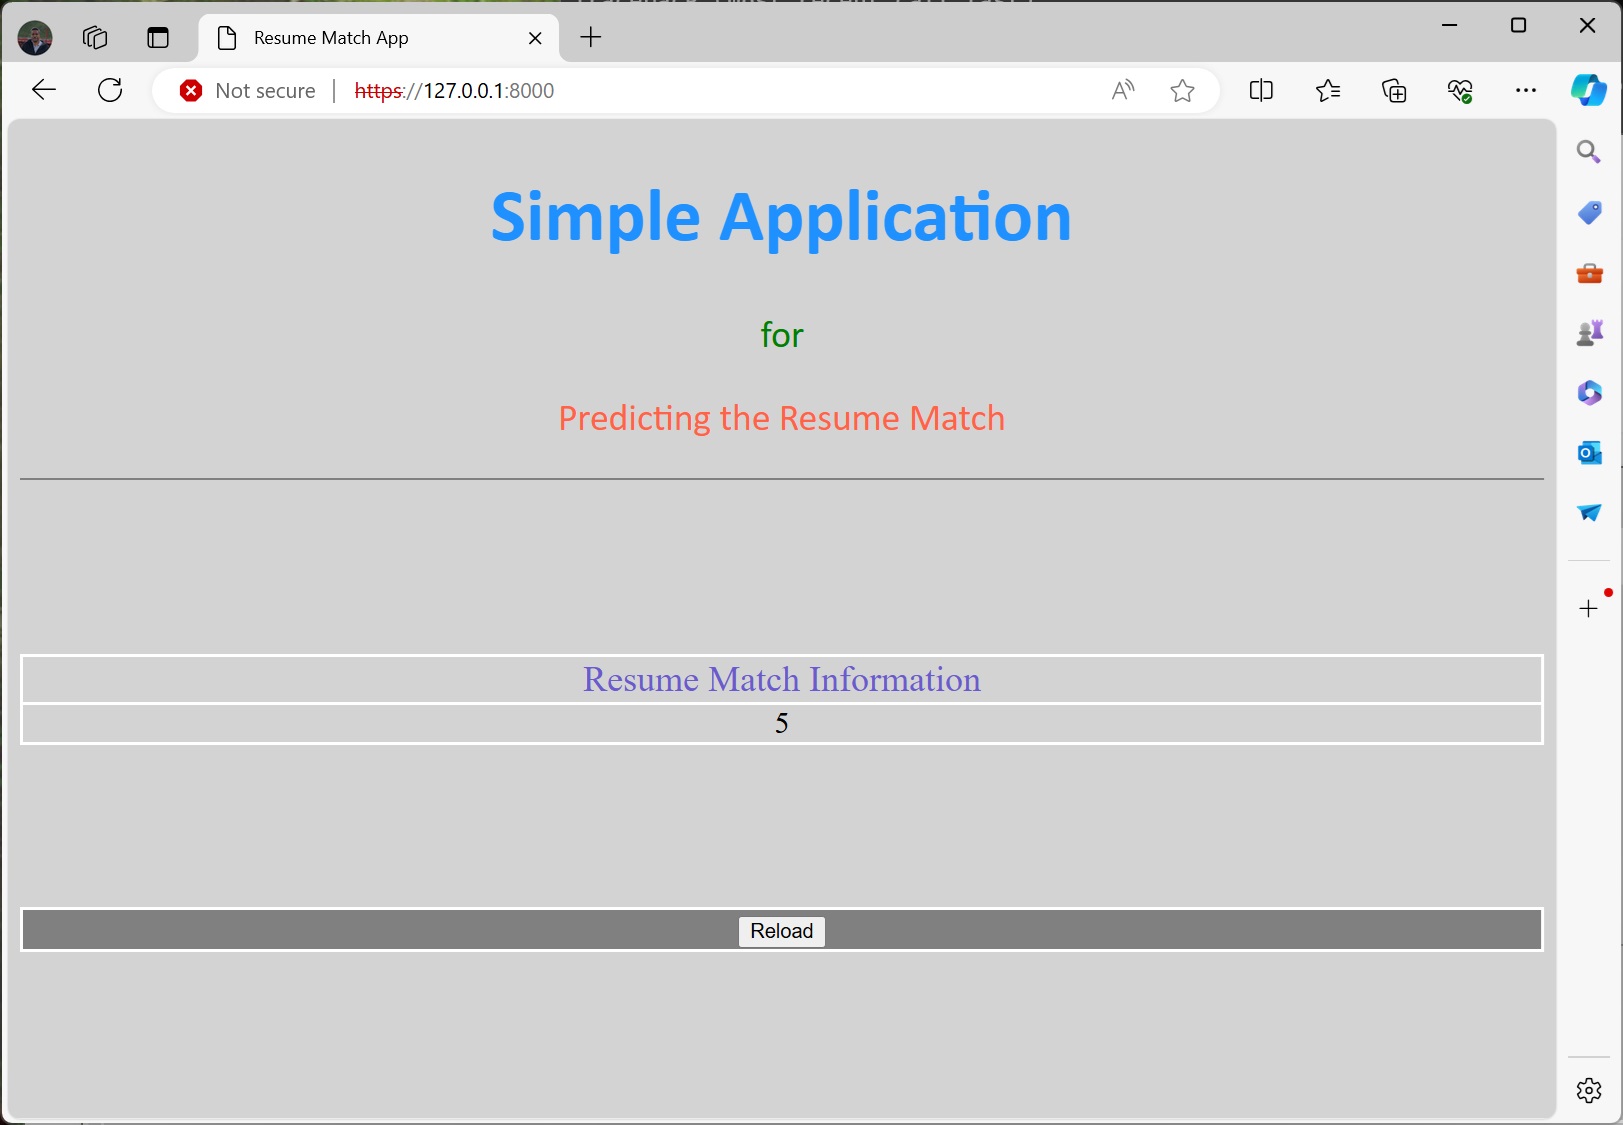 Resume Match App
Not secure
https://127.0.0.1:8000
Simple Application
for
Predicting the Resume Match
Resume Match Information
5
Reload